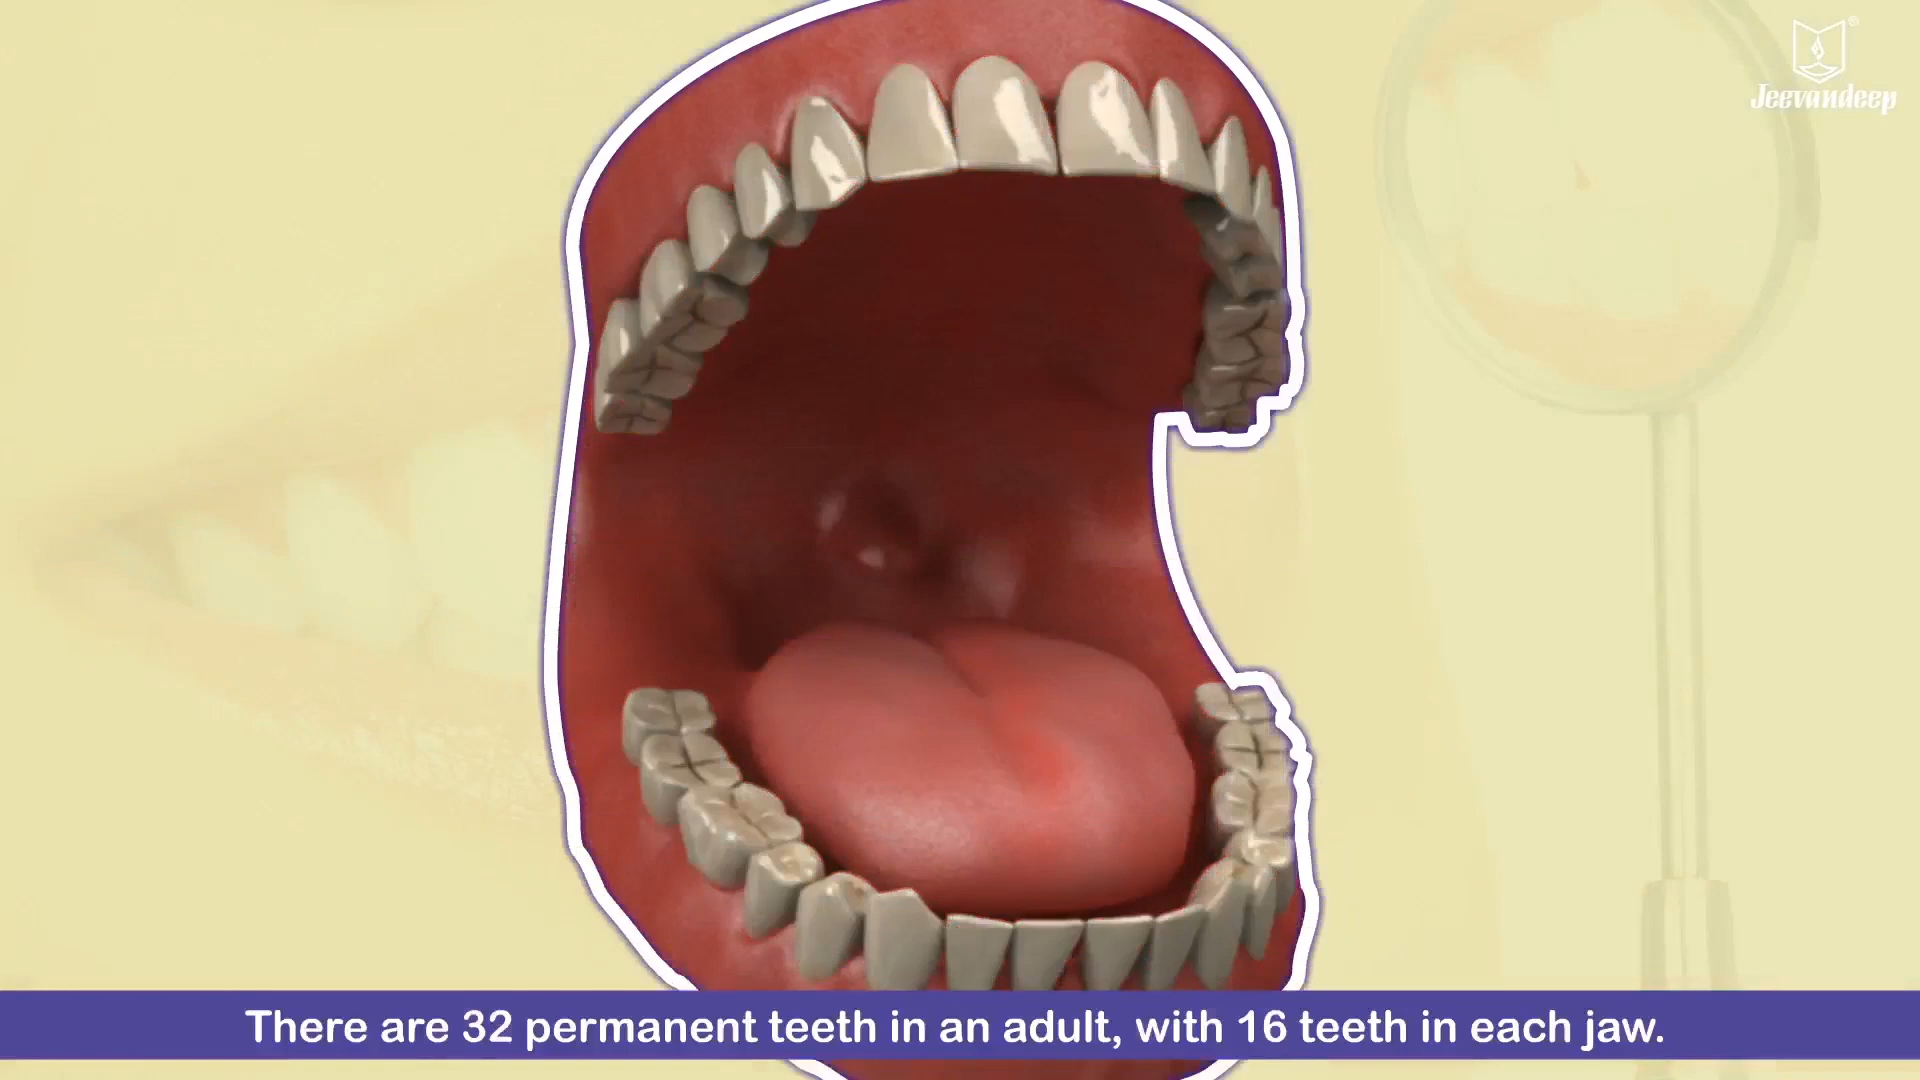 Jeevandeep
There are 32 permanent teeth in an adult, with 16 teeth in each jaw.